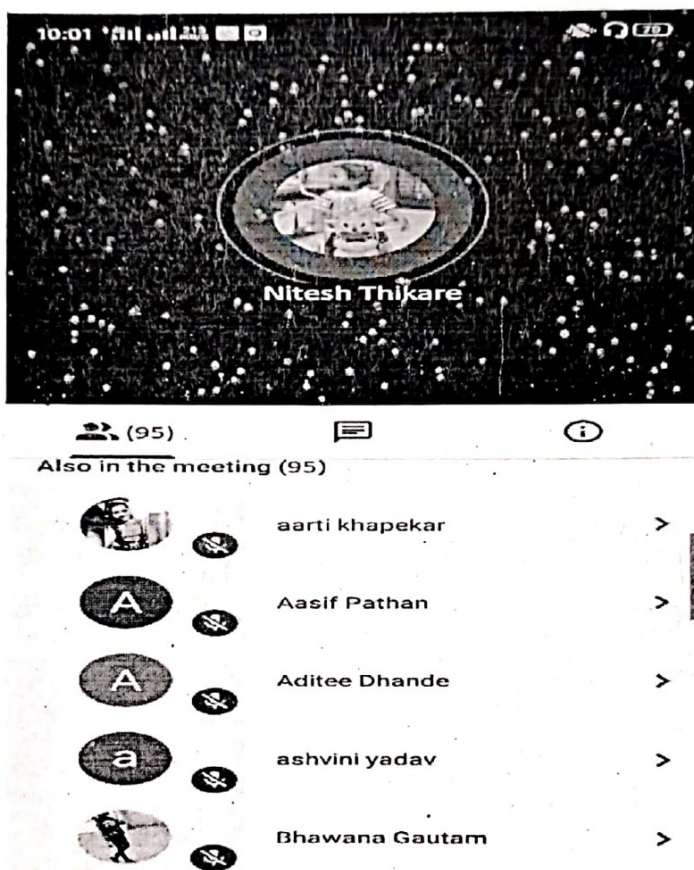 10:01
70
Nitesh Thikare
(95)
Also in the meeting (95)
aarti khapekar
A
Aasif Pathan
A
Aditee Dhande
a
ashvini yadav
Bhawana Gautam